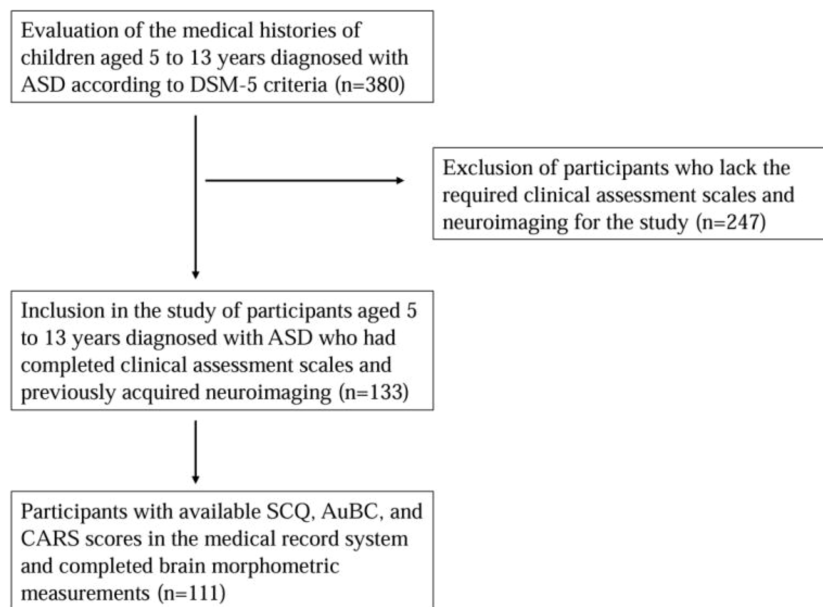 Evaluation of the medical histories of
children aged 5 to 13 years diagnosed with
ASD according to DSM-5 criteria (n=380)
Exclusion of participants who lack the
required clinical assessment scales and
neuroimaging for the study (n=247)
Inclusion in the study of participants aged 5
to 13 years diagnosed with ASD who had
completed clinical assessment scales and
previously acquired neuroimaging (n=133)
Participants with available SCQ, AuBC, and
CARS scores in the medical record system
and completed brain morphometric
measurements (n=111)